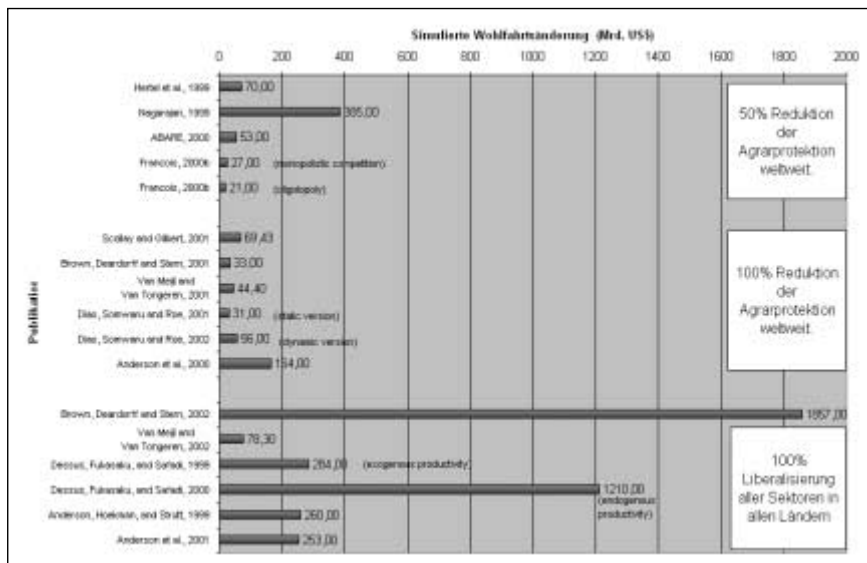 Simulierte Wohlfahrtsänderung (Mrd. US$)
0 200 400 600 800 1000 1200 1400 1600 1800 2000
Hertel et al., 1999 70,00
Nagarajan, 1999 385,00
ABARE, 2000 53,00
Francois, 2000b 27,00 (monopolistic competition)
Francois, 2000b 21,00 (oligolopoly)
50% Reduktion
der
Agrarprotektion
weltweit.
Scollay and Gilbert, 2001 69,43
Brown, Deardorff and Stern, 2001 33,00
Van Meijl and
Van Tongeren, 2001 44,40
Diao, Somwaru and Roe, 2001 31,00 (static version)
Diao, Somwaru and Roe, 2002 (dynamic version)
Anderson et al., 2000 164,00
100% Reduktion
der
Agrarprotektion
weltweit.
Publikation
Brown, Deardorff and Stern, 2002 1857,00
Van Meijl and
Van Tongeren, 2002 78,30
Dessus, Fukasaku, and Safadi, 1999 284,00 (exogenous productivity)
Dessus, Fukasaku, and Safadi, 2000 1210,00
(endogenous
productivity)
Anderson, Hoekman, and Strutt, 1999 260,00
Anderson et al., 2001 253,00
100%
Liberalisierung
aller Sektoren in
allen Ländern